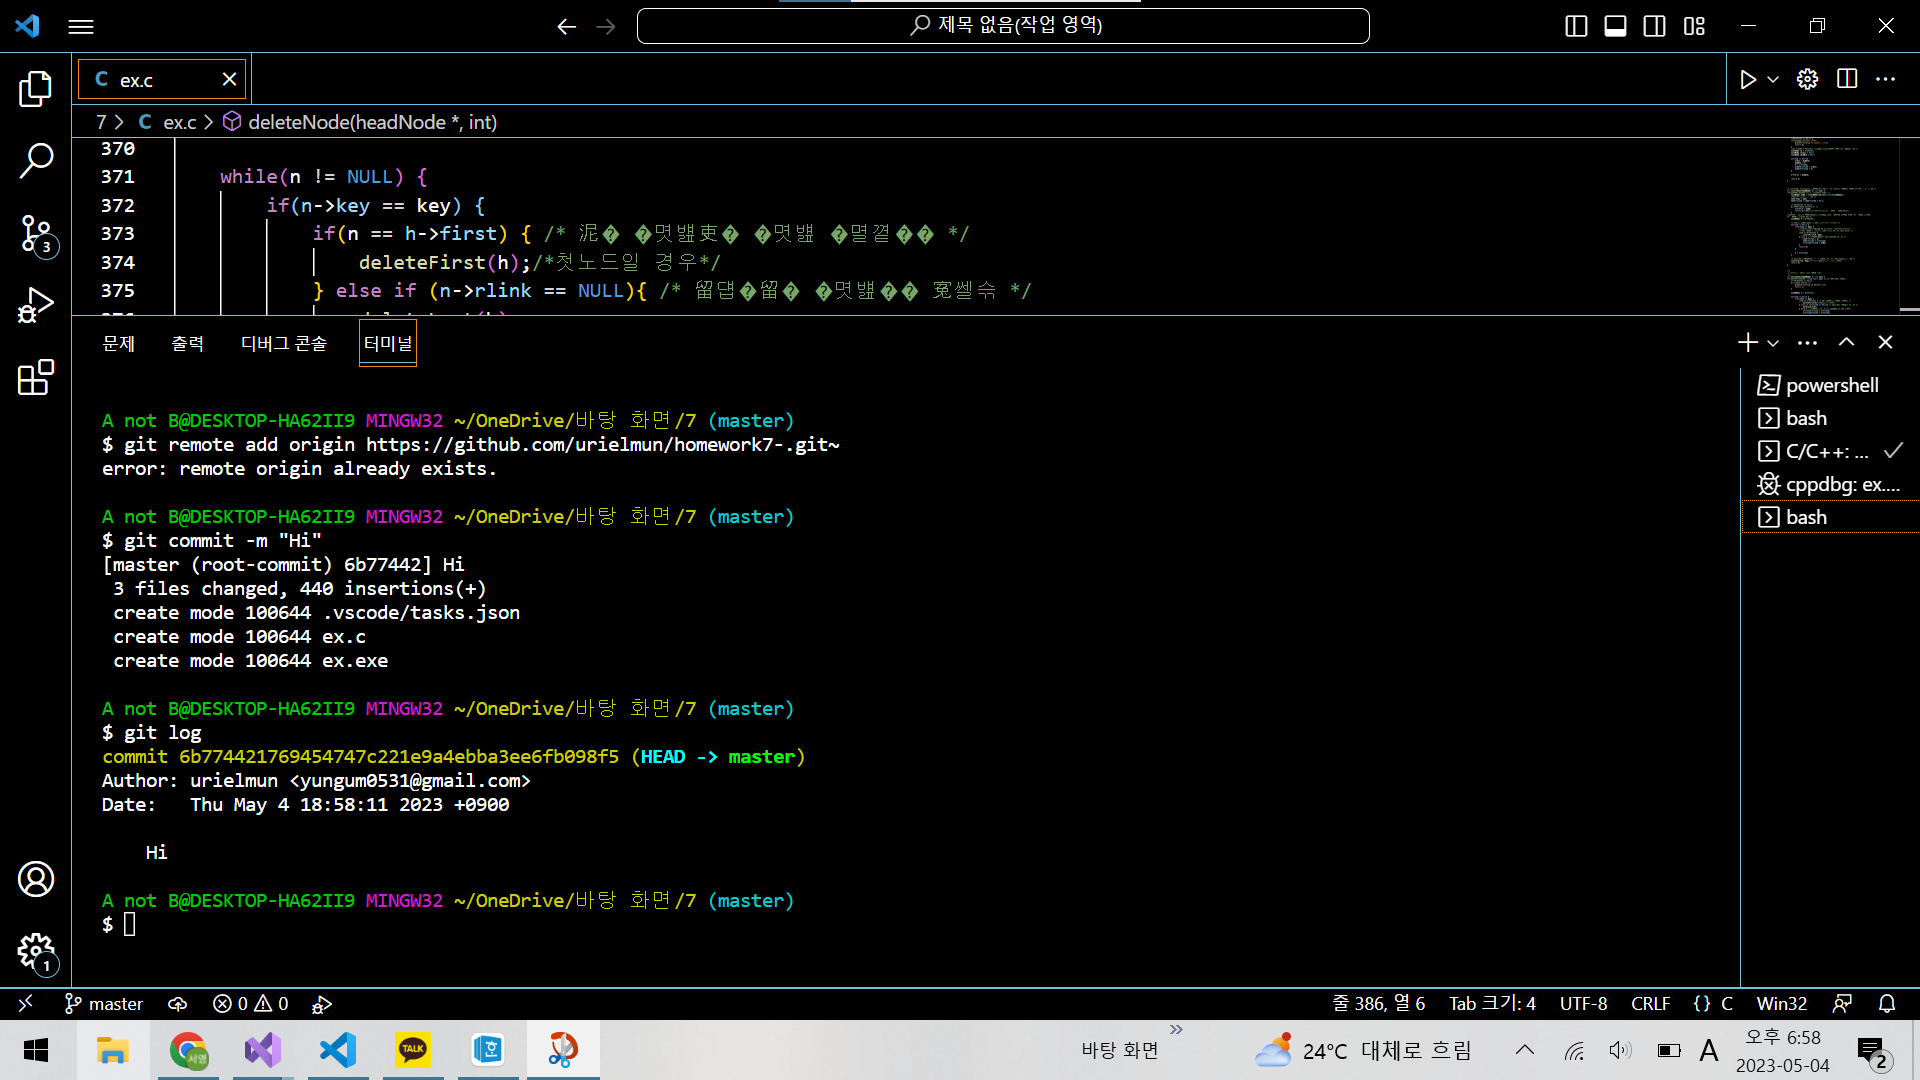 제목 없음(작업 영역)
C ex.c
7 > C ex.c > deleteNode(headNode *, int)
370
371 while(n != NULL) {
372 if(n->key == key) {
373 if(n == h->first) { /* 泥� �몃뱶吏� �몃뱶 �멸꼍�� */
374 deleteFirst(h);/*첫노드일 경우*/
375 } else if (n->rlink == NULL){ /* 留덉�留� �몃뱶�� 寃쎌슦 */
문제 출력 디버그 콘솔 터미널
A not B@DESKTOP-HA62II9 MINGW32 ~/OneDrive/바탕 화면/7 (master)
$ git remote add origin https://github.com/urielmun/homework7-.git~
error: remote origin already exists.
A not B@DESKTOP-HA62II9 MINGW32 ~/OneDrive/바탕 화면/7 (master)
$ git commit -m "Hi"
[master (root-commit) 6b77442] Hi
3 files changed, 440 insertions(+)
create mode 100644 .vscode/tasks.json
create mode 100644 ex.c
create mode 100644 ex.exe
A not B@DESKTOP-HA62II9 MINGW32 ~/OneDrive/바탕 화면/7 (master)
$ git log
commit 6b774421769454747c221e9a4ebba3ee6fb098f5 (HEAD -> master)
Author: urielmun <yungum0531@gmail.com>
Date: Thu May 4 18:58:11 2023 +0900
Hi
A not B@DESKTOP-HA62II9 MINGW32 ~/OneDrive/바탕 화면/7 (master)
$
powershell
bash
C/C++: ...
cppdbg: ex....
bash
3
1
master 0 0 줄 386, 열 6 Tab 크기: 4 UTF-8 CRLF {} C Win32
서영
TALK
바탕 화면 24°C 대체로 흐림 A 오후 6:58
2023-05-04
2